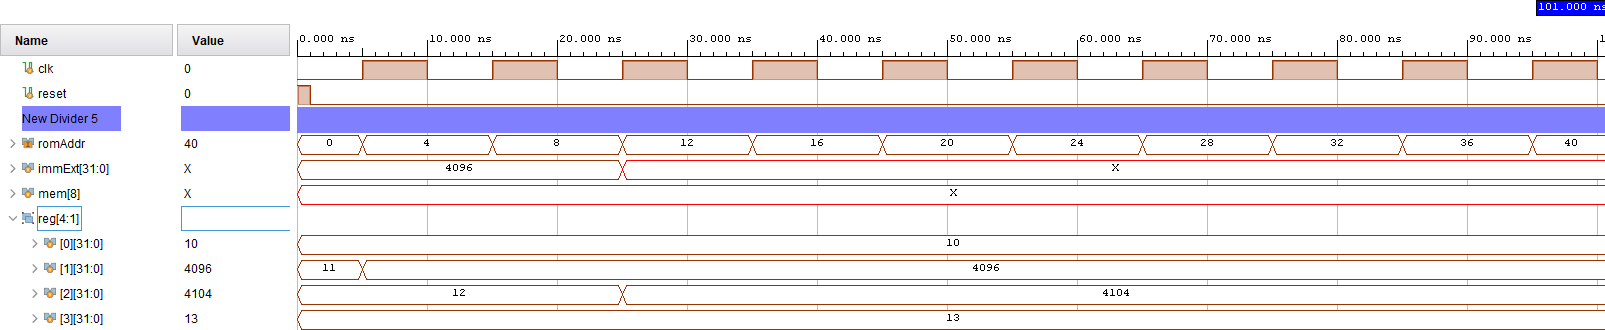 101.000 ns
Name Value 0.000 ns 10.000 ns 20.000 ns 30.000 ns 40.000 ns 50.000 ns 60.000 ns 70.000 ns 80.000 ns 90.000 ns
clk 0
reset 0
New Divider 5
romAddr 40 0 4 8 12 16 20 24 28 32 36 40
immExt[31:0] X 4096 X
mem[8] X X
reg[4:1]
[0][31:0] 10 10
[1][31:0] 4096 11 4096
[2][31:0] 4104 12 4104
[3][31:0] 13 13